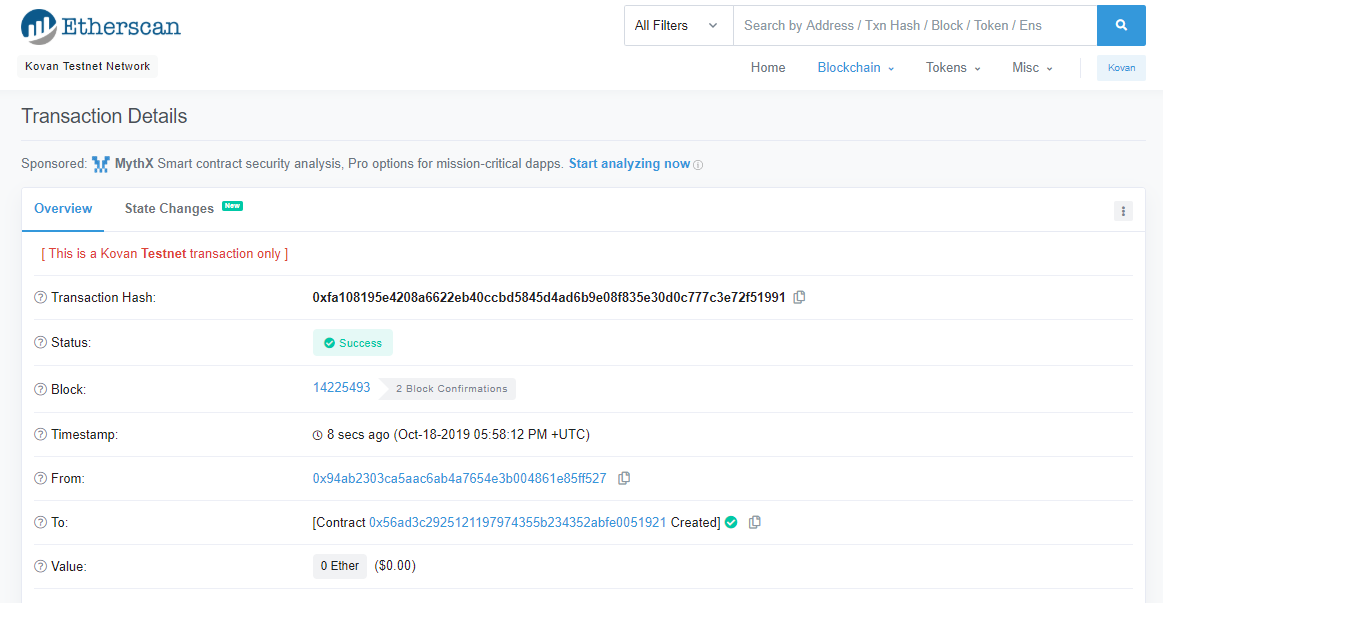 Etherscan
All Filters
Search by Address / Txn Hash / Block / Token / Ens
Kovan Testnet Network
Home Blockchain Tokens Misc Kovan
Transaction Details
Sponsored: MythX Smart contract security analysis, Pro options for mission-critical dapps. Start analyzing now
Overview State Changes New
[ This is a Kovan Testnet transaction only ]
Transaction Hash: 0xfa108195e4208a6622eb40ccbd5845d4ad6b9e08f835e30d0c777c3e72f51991
Status: Success
Block: 14225493 2 Block Confirmations
Timestamp: 8 secs ago (Oct-18-2019 05:58:12 PM +UTC)
From: 0x94ab2303ca5aac6ab4a7654e3b004861e85ff527
To: [Contract 0x56ad3c2925121197974355b234352abfe0051921 Created]
Value: 0 Ether ($0.00)